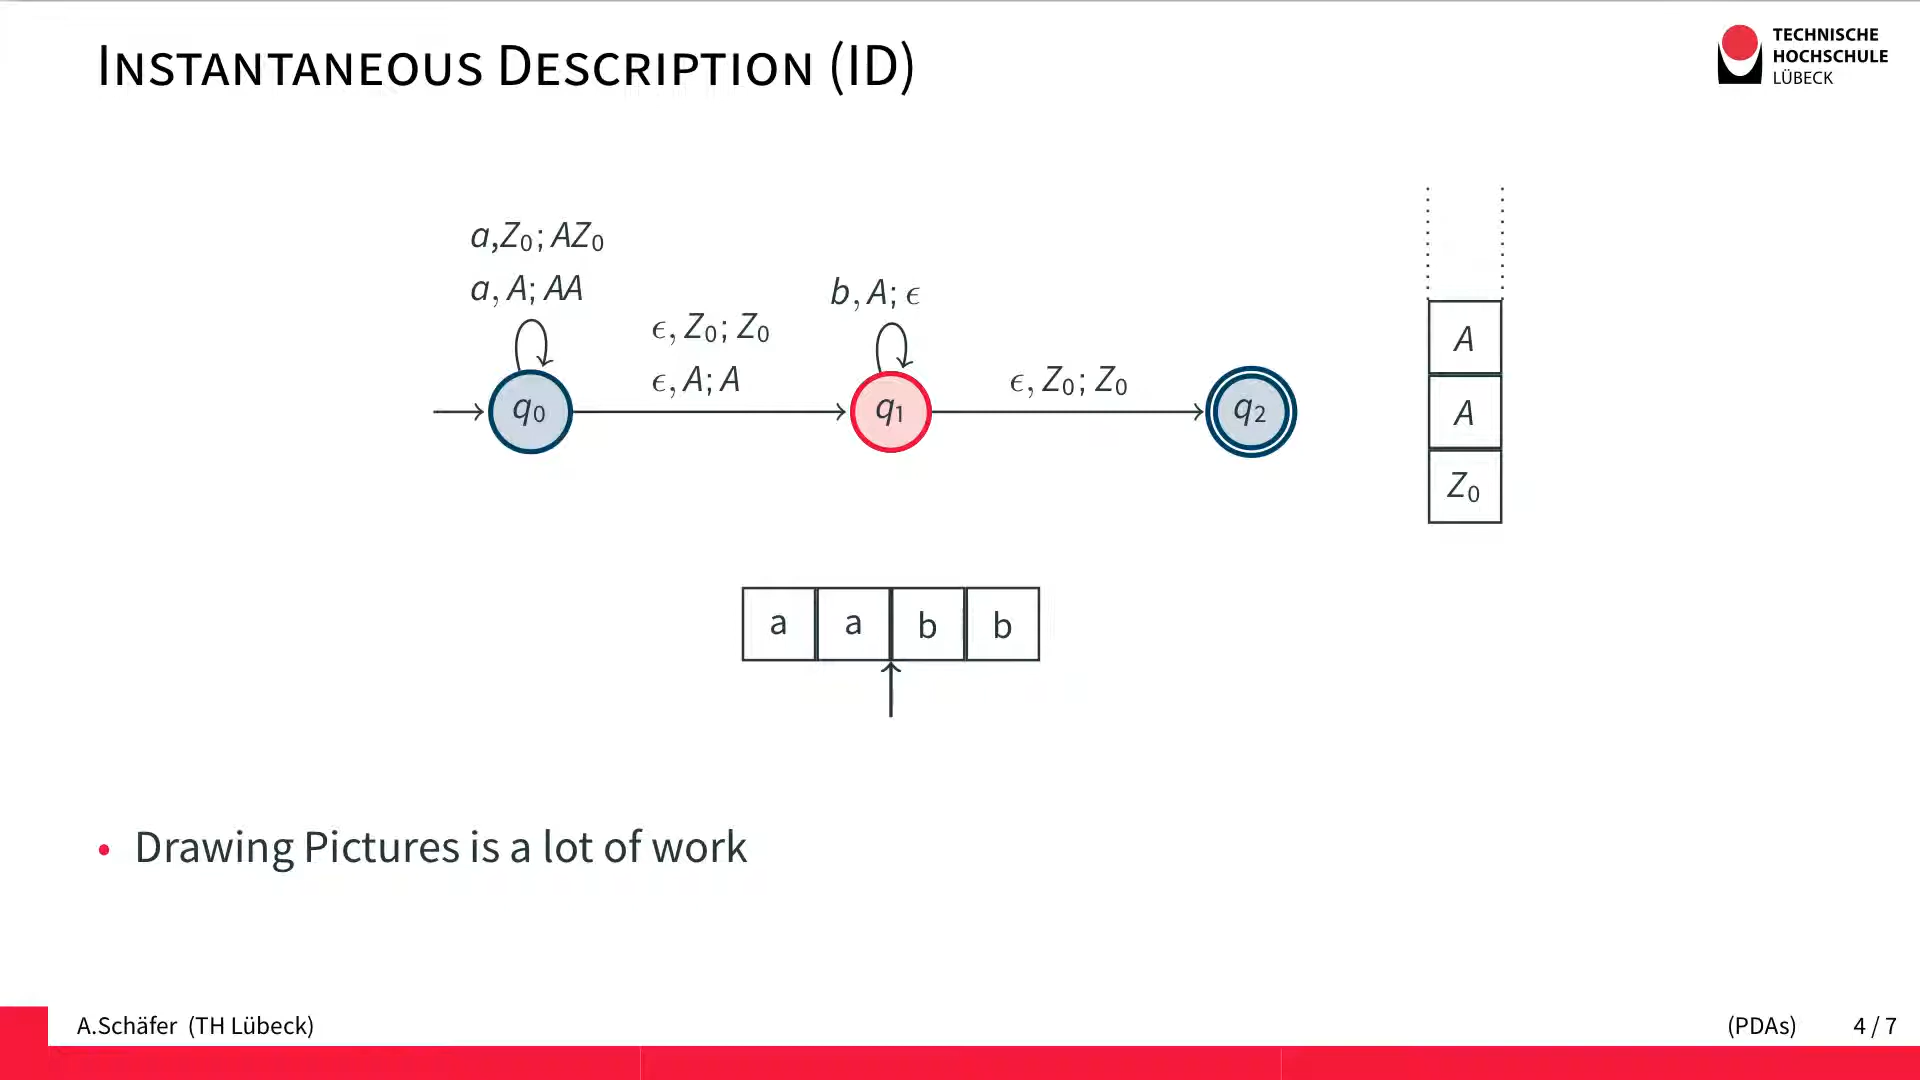 INSTANTANEOUS DESCRIPTION (ID)
TECHNISCHE
HOCHSCHULE
LÜBECK
a,Z₀; AZ₀
a, A; AA
ϵ, Z₀; Z₀
ϵ, A; A
b, A; ϵ
ϵ, Z₀; Z₀
q₀
q₁
q₂
A
A
Z₀
a a b b
• Drawing Pictures is a lot of work
A.Schäfer (TH Lübeck) (PDAs) 4 / 7